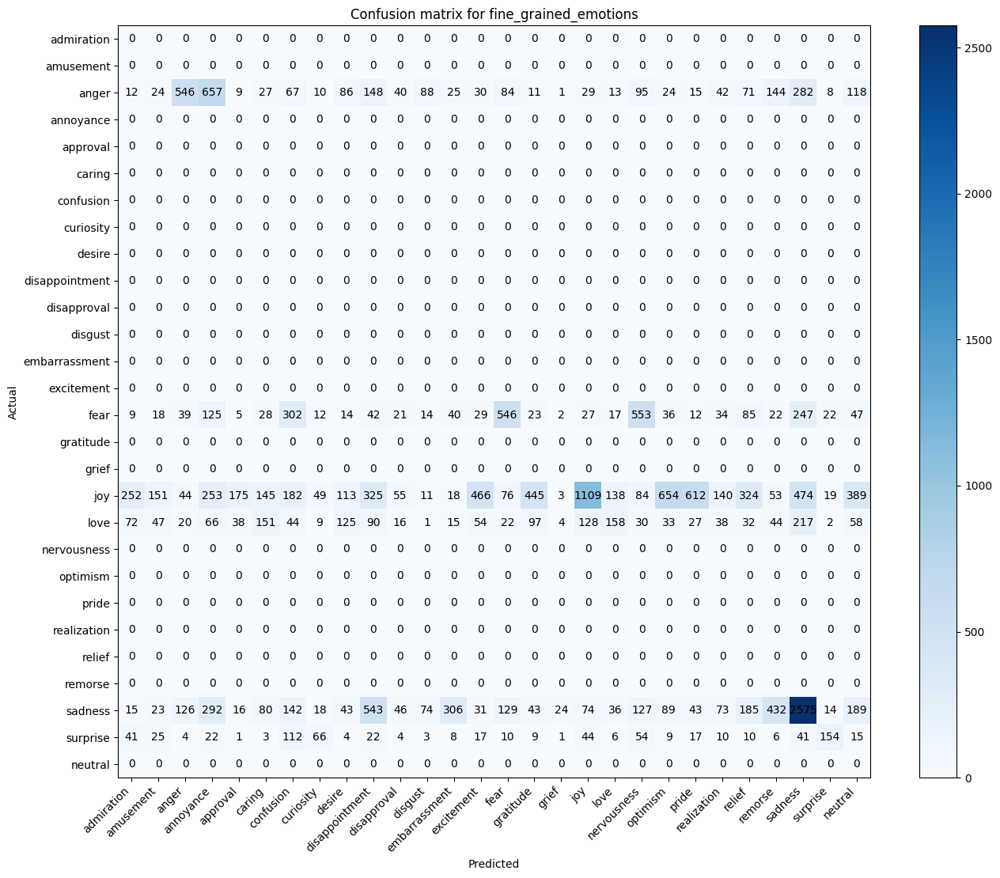 Confusion matrix for fine_grained_emotions
admiration 0 0 0 0 0 0 0 0 0 0 0 0 0 0 0 0 0 0 0 0 0 0 0 0 0 0 0 0
amusement 0 0 0 0 0 0 0 0 0 0 0 0 0 0 0 0 0 0 0 0 0 0 0 0 0 0 0 0
anger 12 24 546 657 9 27 67 10 86 148 40 88 25 30 84 11 1 29 13 95 24 15 42 71 144 282 8 118
annoyance 0 0 0 0 0 0 0 0 0 0 0 0 0 0 0 0 0 0 0 0 0 0 0 0 0 0 0 0
approval 0 0 0 0 0 0 0 0 0 0 0 0 0 0 0 0 0 0 0 0 0 0 0 0 0 0 0 0
caring 0 0 0 0 0 0 0 0 0 0 0 0 0 0 0 0 0 0 0 0 0 0 0 0 0 0 0 0
confusion 0 0 0 0 0 0 0 0 0 0 0 0 0 0 0 0 0 0 0 0 0 0 0 0 0 0 0 0
curiosity 0 0 0 0 0 0 0 0 0 0 0 0 0 0 0 0 0 0 0 0 0 0 0 0 0 0 0 0
desire 0 0 0 0 0 0 0 0 0 0 0 0 0 0 0 0 0 0 0 0 0 0 0 0 0 0 0 0
disappointment 0 0 0 0 0 0 0 0 0 0 0 0 0 0 0 0 0 0 0 0 0 0 0 0 0 0 0 0
disapproval 0 0 0 0 0 0 0 0 0 0 0 0 0 0 0 0 0 0 0 0 0 0 0 0 0 0 0 0
disgust 0 0 0 0 0 0 0 0 0 0 0 0 0 0 0 0 0 0 0 0 0 0 0 0 0 0 0 0
embarrassment 0 0 0 0 0 0 0 0 0 0 0 0 0 0 0 0 0 0 0 0 0 0 0 0 0 0 0 0
excitement 0 0 0 0 0 0 0 0 0 0 0 0 0 0 0 0 0 0 0 0 0 0 0 0 0 0 0 0
fear 9 18 39 125 5 28 302 12 14 42 21 14 40 29 546 23 2 27 17 553 36 12 34 85 22 247 22 47
gratitude 0 0 0 0 0 0 0 0 0 0 0 0 0 0 0 0 0 0 0 0 0 0 0 0 0 0 0 0
grief 0 0 0 0 0 0 0 0 0 0 0 0 0 0 0 0 0 0 0 0 0 0 0 0 0 0 0 0
joy 252 151 44 253 175 145 182 49 113 325 55 11 18 466 76 445 3 1109 138 84 654 612 140 324 53 474 19 389
love 72 47 20 66 38 151 44 9 125 90 16 1 15 54 22 97 4 128 158 30 33 27 38 32 44 217 2 58
nervousness 0 0 0 0 0 0 0 0 0 0 0 0 0 0 0 0 0 0 0 0 0 0 0 0 0 0 0 0
optimism 0 0 0 0 0 0 0 0 0 0 0 0 0 0 0 0 0 0 0 0 0 0 0 0 0 0 0 0
pride 0 0 0 0 0 0 0 0 0 0 0 0 0 0 0 0 0 0 0 0 0 0 0 0 0 0 0 0
realization 0 0 0 0 0 0 0 0 0 0 0 0 0 0 0 0 0 0 0 0 0 0 0 0 0 0 0 0
relief 0 0 0 0 0 0 0 0 0 0 0 0 0 0 0 0 0 0 0 0 0 0 0 0 0 0 0 0
remorse 0 0 0 0 0 0 0 0 0 0 0 0 0 0 0 0 0 0 0 0 0 0 0 0 0 0 0 0
sadness 15 23 126 292 16 80 142 18 43 543 46 74 306 31 129 43 24 74 36 127 89 43 73 185 432 2575 14 189
surprise 41 25 4 22 1 3 112 66 4 22 4 3 8 17 10 9 1 44 6 54 9 17 10 10 6 41 154 15
neutral 0 0 0 0 0 0 0 0 0 0 0 0 0 0 0 0 0 0 0 0 0 0 0 0 0 0 0 0
Actual
admiration
amusement
anger
annoyance
approval
caring
confusion
curiosity
desire
disappointment
disapproval
disgust
embarrassment
excitement
fear
gratitude
grief
joy
love
nervousness
optimism
pride
realization
relief
remorse
sadness
surprise
neutral
Predicted
2500
2000
1500
1000
500
0